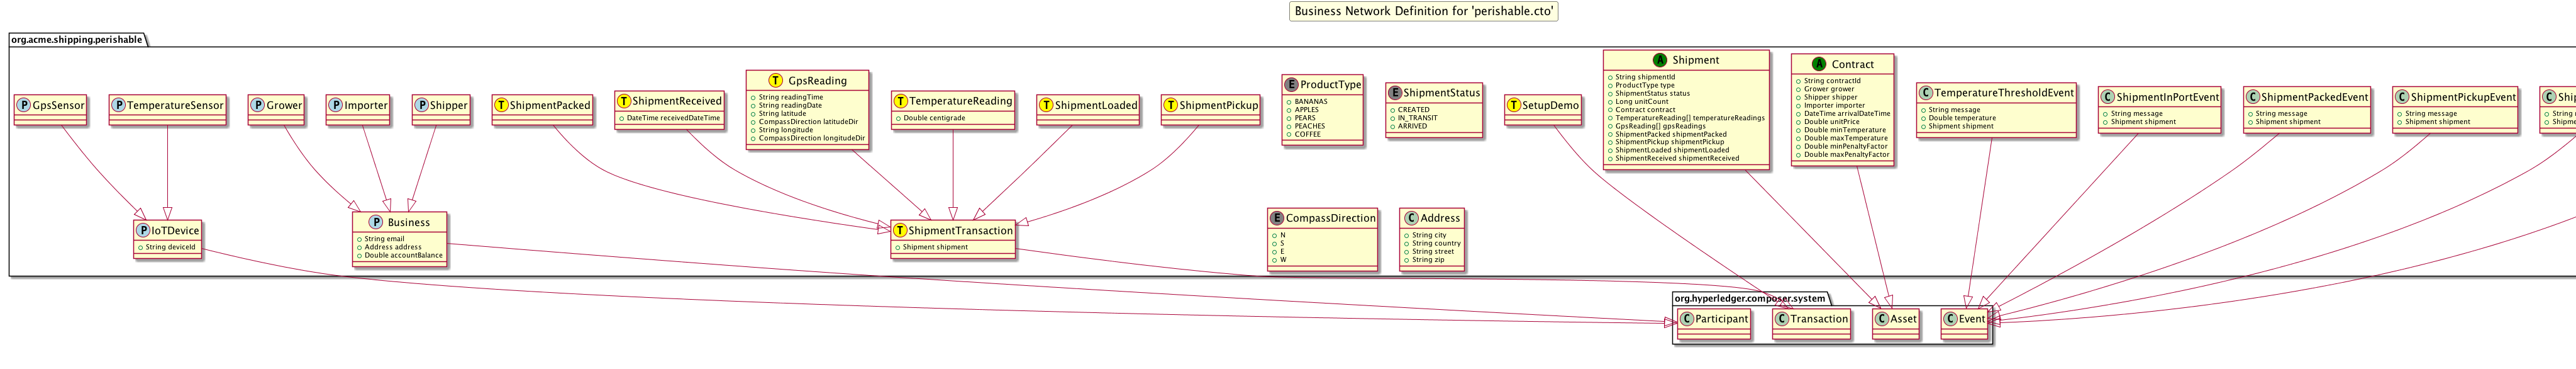 Business Network Definition for 'perishable.cto'
org.acme.shipping.perishable
P GpsSensor
P TemperatureSensor
P Grower
P Importer
P Shipper
T ShipmentPacked
T ShipmentReceived
DateTime receivedDateTime
T GpsReading
String readingTime
String readingDate
String latitude
CompassDirection latitudeDir
String longitude
CompassDirection longitudeDir
T TemperatureReading
Double centigrade
T ShipmentLoaded
T ShipmentPickup
E ProductType
BANANAS
APPLES
PEARS
PEACHES
COFFEE
E ShipmentStatus
CREATED
IN_TRANSIT
ARRIVED
T SetupDemo
A Shipment
String shipmentId
ProductType type
ShipmentStatus status
Long unitCount
Contract contract
TemperatureReading[] temperatureReadings
GpsReading[] gpsReadings
ShipmentPacked shipmentPacked
ShipmentPickup shipmentPickup
ShipmentLoaded shipmentLoaded
ShipmentReceived shipmentReceived
A Contract
String contractId
Grower grower
Shipper shipper
Importer importer
DateTime arrivalDateTime
Double unitPrice
Double minTemperature
Double maxTemperature
Double minPenaltyFactor
Double maxPenaltyFactor
C TemperatureThresholdEvent
String message
Double temperature
Shipment shipment
C ShipmentInPortEvent
String message
Shipment shipment
C ShipmentPackedEvent
String message
Shipment shipment
C ShipmentPickupEvent
String message
Shipment shipment
C
P IoTDevice
String deviceId
P Business
String email
Address address
Double accountBalance
T ShipmentTransaction
Shipment shipment
E CompassDirection
N
S
E
W
C Address
String city
String country
String street
String zip
org.hyperledger.composer.system
C Participant
C Transaction
C Asset
C Event